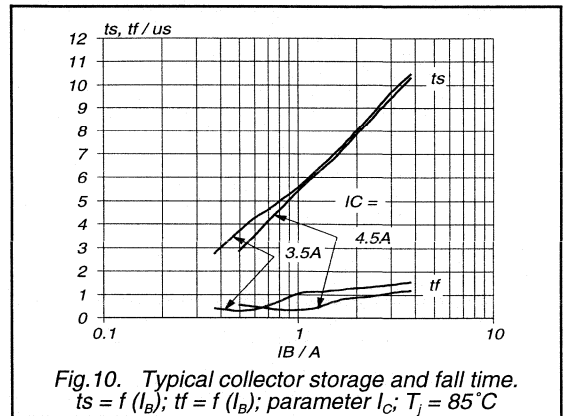 ts, tf / us
12
11
10
9
8
7
6
5
4
3
2
1
0
ts
IC =
4.5A
3.5A
tf
0.1
1
10
IB / A
Fig.10. Typical collector storage and fall time.
ts = f (IB); tf = f (IB); parameter IC; Tj = 85˚C